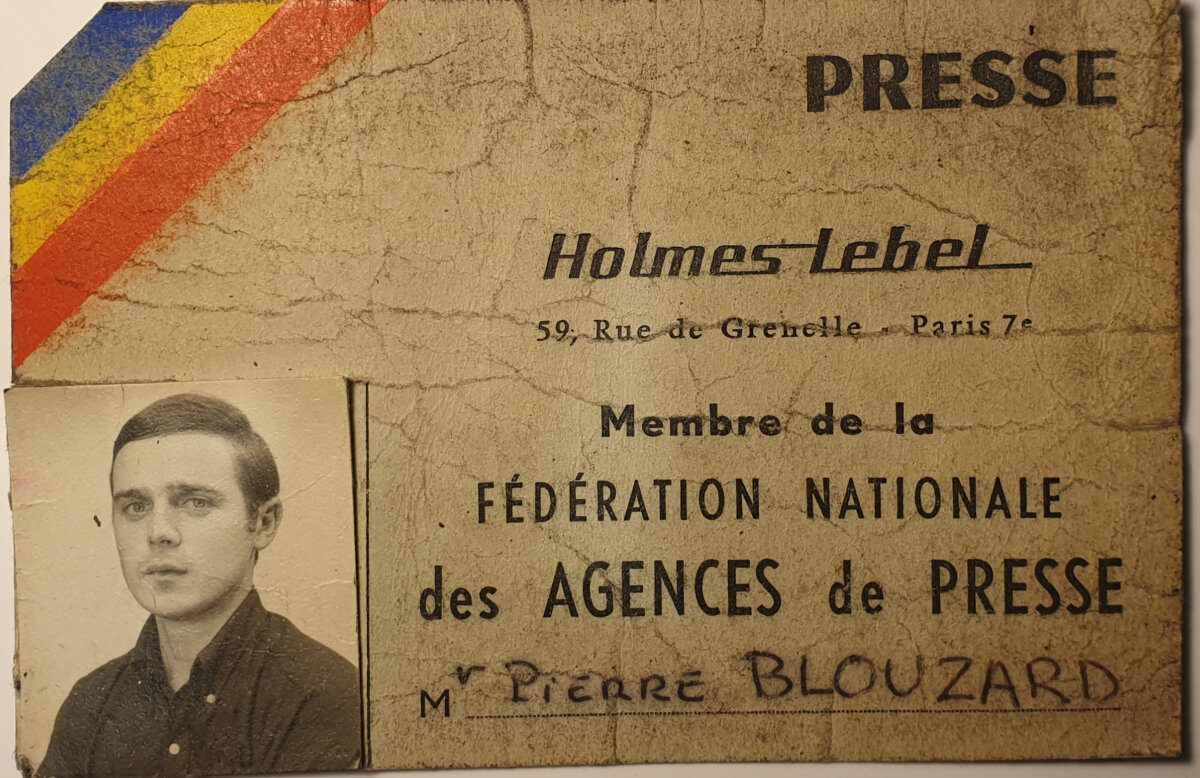 PRESSE
Holmes-Lebel
59, Rue de Grenelle - Paris 7e
Membre de la
FÉDÉRATION NATIONALE
des AGENCES de PRESSE
Mr PiERRE BLOUZARD